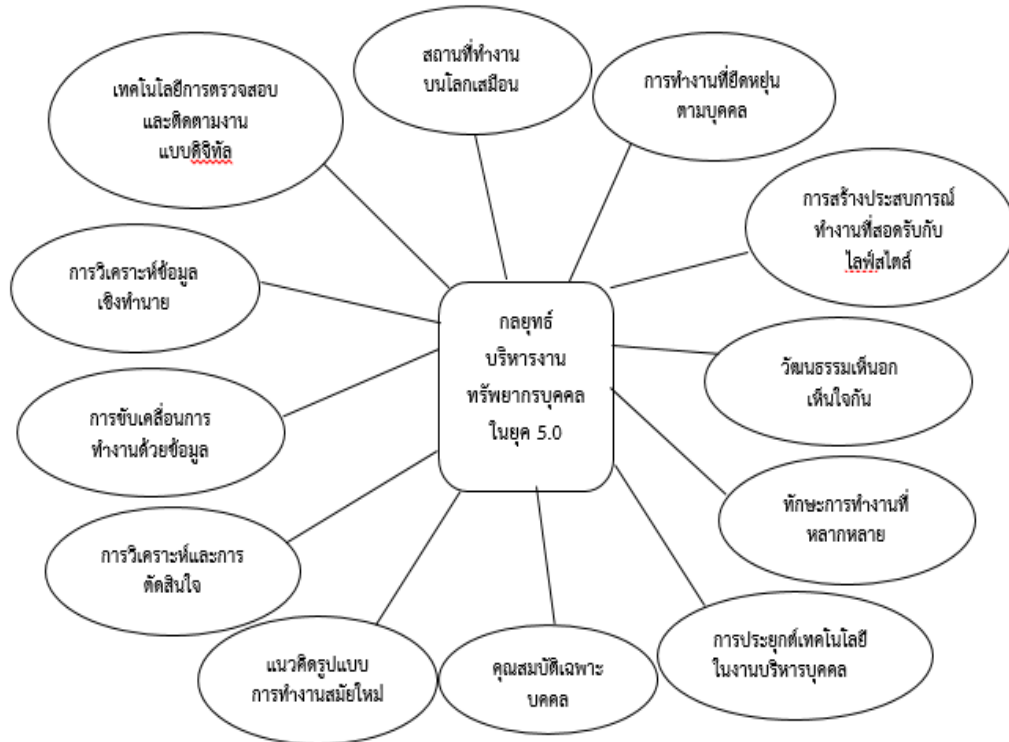 สถานที่ทำงาน
บนโลกเสมือน
การทำงานที่ยืดหยุ่น
ตามบุคคล
การสร้างประสบการณ์
ทำงานที่สอดรับกับ
ไลฟ์สไตล์
วัฒนธรรมเห็นอก
เห็นใจกัน
ทักษะการทำงานที่
หลากหลาย
การประยุกต์เทคโนโลยี
ในงานบริหารบุคคล
คุณสมบัติเฉพาะ
บุคคล
แนวคิดรูปแบบ
การทำงานสมัยใหม่
การวิเคราะห์และการ
ตัดสินใจ
การขับเคลื่อนการ
ทำงานด้วยข้อมูล
การวิเคราะห์ข้อมูล
เชิงทำนาย
เทคโนโลยีการตรวจสอบ
และติดตามงาน
แบบดิจิทัล
กลยุทธ์
บริหารงาน
ทรัพยากรบุคคล
ในยุค 5.0